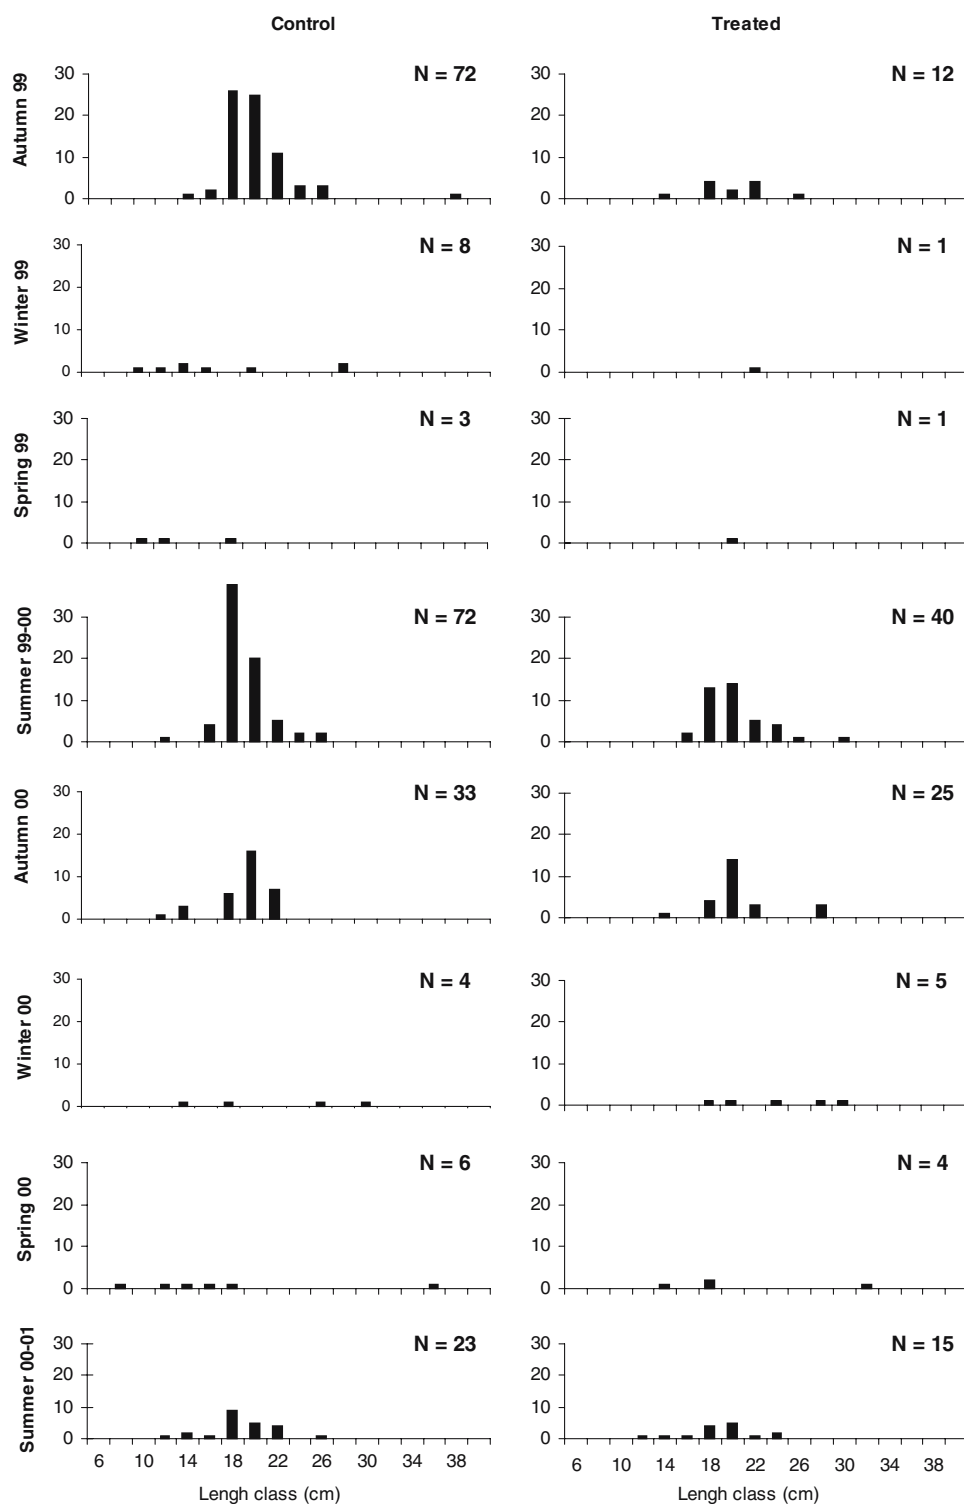 Control Treated
Autumn 99
30 N = 72 30 N = 12
20 20
10 10
0 0
Winter 99
30 N = 8 30 N = 1
20 20
10 10
0 0
Spring 99
30 N = 3 30 N = 1
20 20
10 10
0 0
Summer 99-00
30 N = 72 30 N = 40
20 20
10 10
0 0
Autumn 00
30 N = 33 30 N = 25
20 20
10 10
0 0
Winter 00
30 N = 4 30 N = 5
20 20
10 10
0 0
Spring 00
30 N = 6 30 N = 4
20 20
10 10
0 0
Summer 00-01
30 N = 23 30 N = 15
20 20
10 10
0 0
6 10 14 18 22 26 30 34 38 6 10 14 18 22 26 30 34 38
Lengh class (cm) Lengh class (cm)